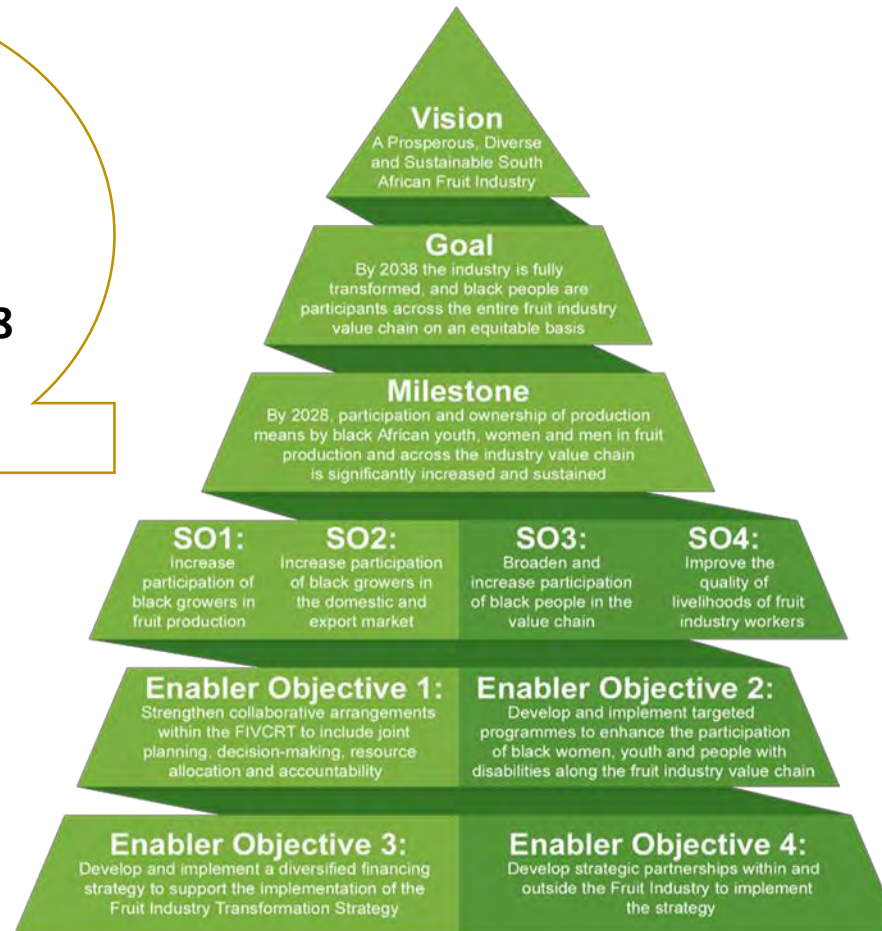 8
Vision
A Prosperous, Diverse
and Sustainable South
African Fruit Industry
Goal
By 2038 the industry is fully
transformed, and black people are
participants across the entire fruit industry
value chain on an equitable basis
Milestone
By 2028, participation and ownership of production
means by black African youth, women and men in fruit
production and across the industry value chain
is significantly increased and sustained
SO1:
Increase
participation of
black growers in
fruit production
SO2:
Increase participation
of black growers in
the domestic and
export market
SO3:
Broaden and
increase participation
of black people in the
value chain
SO4:
Improve the
quality of
livelihoods of fruit
industry workers
Enabler Objective 1:
Strengthen collaborative arrangements
within the FIVCRT to include joint
planning, decision-making, resource
allocation and accountability
Enabler Objective 2:
Develop and implement targeted
programmes to enhance the participation
of black women, youth and people with
disabilities along the fruit industry value chain
Enabler Objective 3:
Develop and implement a diversified financing
strategy to support the implementation of the
Fruit Industry Transformation Strategy
Enabler Objective 4:
Develop strategic partnerships within and
outside the Fruit Industry to implement
the strategy